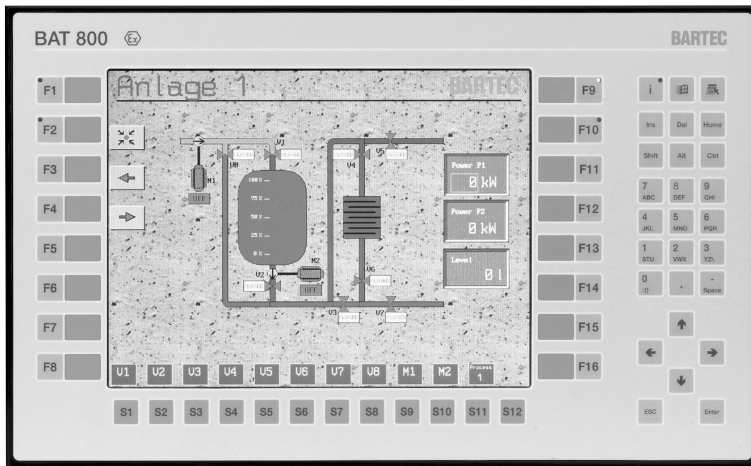 BAT 800 Ex BARTEC
F1
F2
F3
F4
F5
F6
F7
F8
Anlage 1 BARTEC
V1
V8
M1
OFF
100 %
75 %
50 %
25 %
0 %
V2
M2
OFF
V4
V5
V6
V3
V7
Power P1
0 kW
Power P2
0 kW
Level
0 l
V1 V2 V3 V4 V5 V6 V7 V8 M1 M2 Process 1
S1 S2 S3 S4 S5 S6 S7 S8 S9 S10 S11 S12
F9
F10
F11
F12
F13
F14
F15
F16
i
Ins Del Home
Shift Alt Ctrl
7 8 9
ABC DEF GHI
4 5 6
JKL MNO PQR
1 2 3
STU VWX YZ\
0 . -
Space
ESC Enter